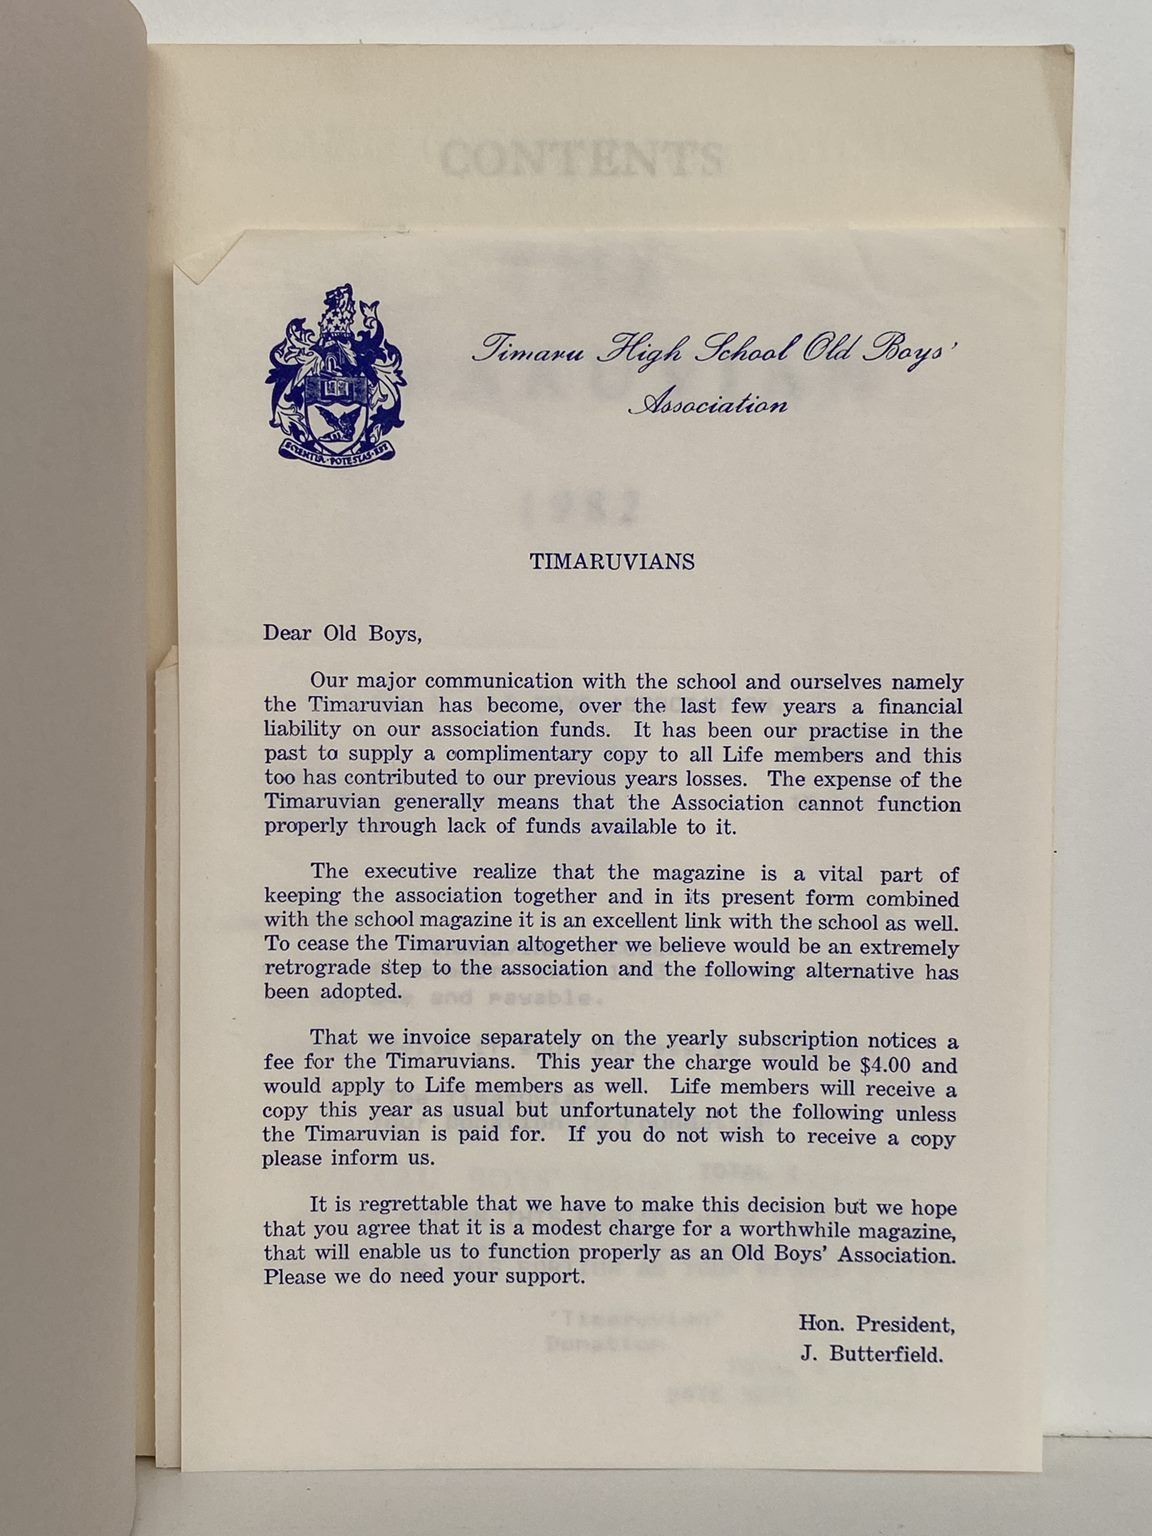 CONTENTS
SCIENTIA · POTESTAS · EST
Timaru High School Old Boys'
Association
1982
TIMARUVIANS
Dear Old Boys,
Our major communication with the school and ourselves namely
the Timaruvian has become, over the last few years a financial
liability on our association funds. It has been our practise in the
past to supply a complimentary copy to all Life members and this
too has contributed to our previous years losses. The expense of the
Timaruvian generally means that the Association cannot function
properly through lack of funds available to it.
The executive realize that the magazine is a vital part of
keeping the association together and in its present form combined
with the school magazine it is an excellent link with the school as well.
To cease the Timaruvian altogether we believe would be an extremely
retrograde step to the association and the following alternative has
been adopted.
and payable.
That we invoice separately on the yearly subscription notices a
fee for the Timaruvians. This year the charge would be $4.00 and
would apply to Life members as well. Life members will receive a
copy this year as usual but unfortunately not the following unless
the Timaruvian is paid for. If you do not wish to receive a copy
please inform us.
TOTAL
It is regrettable that we have to make this decision but we hope
that you agree that it is a modest charge for a worthwhile magazine,
that will enable us to function properly as an Old Boys' Association.
Please we do need your support.
'Timaruvian'
Donation
Hon. President,
J. Butterfield.